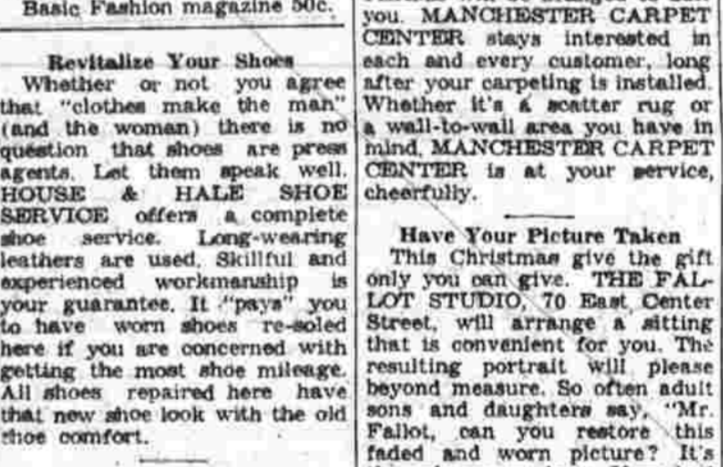 Basic Fashion magazine 50c.
Revitalize Your Shoes
Whether or not you agree
that "clothes make the man"
(and the woman) there is no
question that shoes are press
agents. Let them speak well.
HOUSE & HALE SHOE
SERVICE offers a complete
shoe service. Long-wearing
leathers are used. Skillful and
experienced workmanship is
your guarantee. It "pays" you
to have worn shoes re-soled
here if you are concerned with
getting the most shoe mileage.
All shoes repaired here have
that new shoe look with the old
shoe comfort.
you. MANCHESTER CARPET
CENTER stays interested in
each and every customer, long
after your carpeting is installed.
Whether it's a scatter rug or
a wall-to-wall area you have in
mind, MANCHESTER CARPET
CENTER is at your service,
cheerfully.
Have Your Picture Taken
This Christmas give the gift
only you can give. THE FAL-
LOT STUDIO, 70 East Center
Street, will arrange a sitting
that is convenient for you. The
resulting portrait will please
beyond measure. So often adult
sons and daughters say, "Mr.
Fallot, can you restore this
faded and worn picture? It's